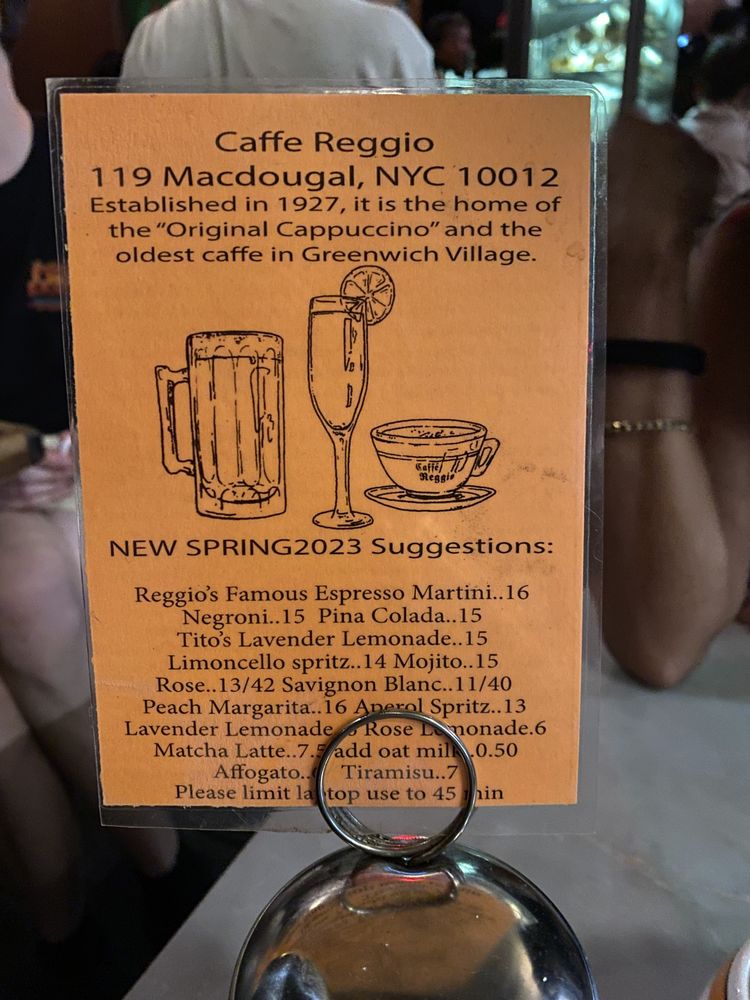 Caffe Reggio
119 Macdougal, NYC 10012
Established in 1927, it is the home of
the "Original Cappuccino" and the
oldest caffe in Greenwich Village.
Caffé
Reggio
NEW SPRING2023 Suggestions:
Reggio's Famous Espresso Martini..16
Negroni..15 Pina Colada..15
Tito's Lavender Lemonade..15
Limoncello spritz..14 Mojito..15
Rose..13/42 Savignon Blanc..11/40
Peach Margarita..16 Aperol Spritz..13
Lavender Lemonade Rose Lemonade.6
Matcha Latte..7.5 add oat milk..0.50
Affogato.. Tiramisu..7
Please limit laptop use to 45 min